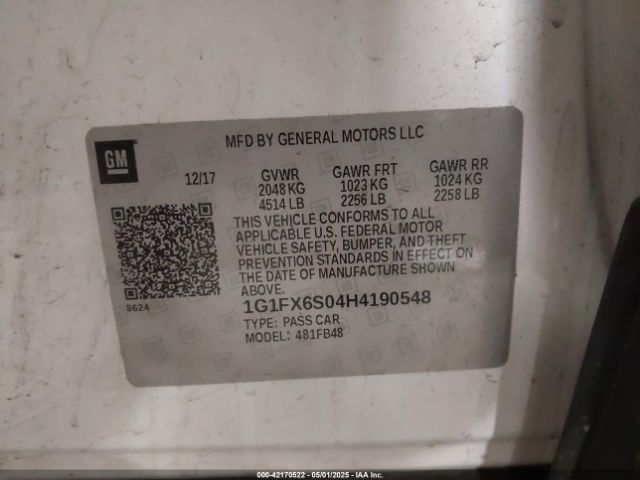 MFD BY GENERAL MOTORS LLC
GM
12/17 GVWR GAWR FRT GAWR RR
2048 KG 1023 KG 1024 KG
4514 LB 2256 LB 2258 LB
THIS VEHICLE CONFORMS TO ALL
APPLICABLE U.S. FEDERAL MOTOR
VEHICLE SAFETY, BUMPER, AND THEFT
PREVENTION STANDARDS IN EFFECT ON
THE DATE OF MANUFACTURE SHOWN
ABOVE.
8624
1G1FX6S04H4190548
TYPE: PASS CAR
MODEL: 481FB48
000-42170522 - 05/01/2025 - IAA Inc.